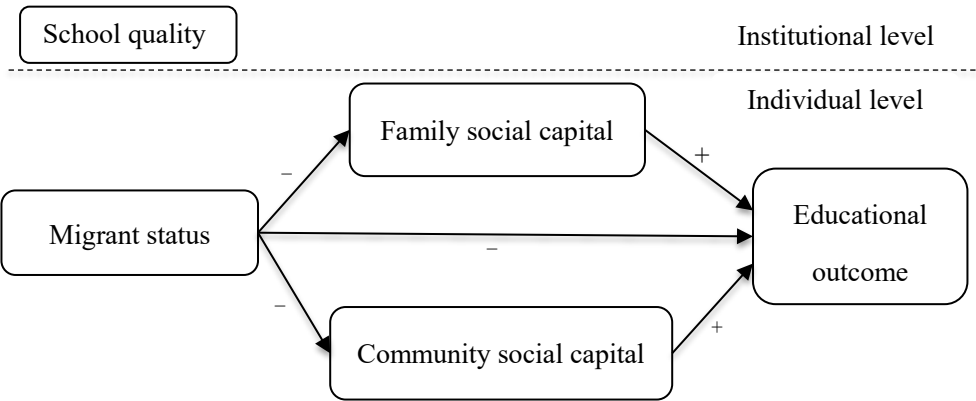 School quality
Institutional level
Individual level
Family social capital
−
+
Migrant status
Educational
outcome
−
−
+
Community social capital